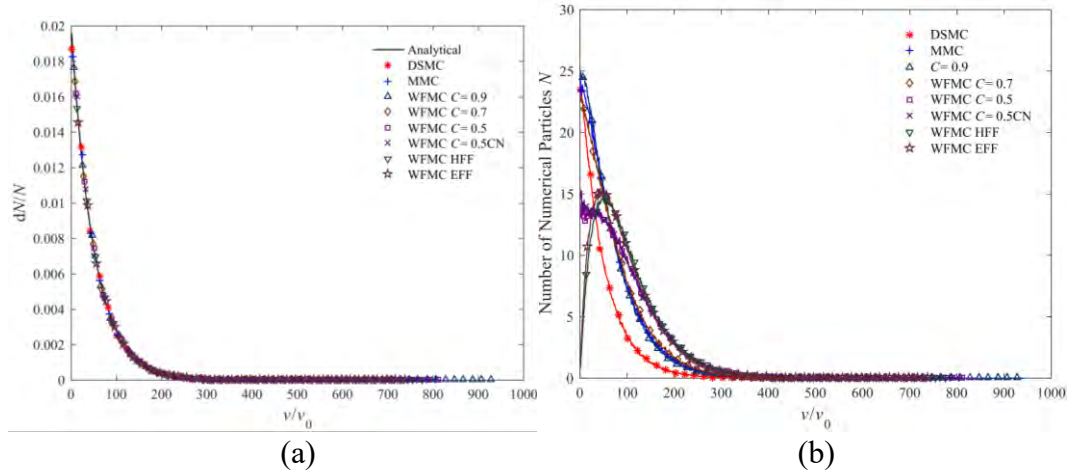 0.02
0.018
0.016
0.014
0.012
0.01
0.008
0.006
0.004
0.002
0
dN/N
0 100 200 300 400 500 600 700 800 900 1000
v/v₀
Analytical
DSMC
MMC
WFMC C= 0.9
WFMC C= 0.7
WFMC C= 0.5
WFMC C= 0.5CN
WFMC HFF
WFMC EFF
(a)
30
25
20
15
10
5
0
Number of Numerical Particles N
0 100 200 300 400 500 600 700 800 900 1000
v/v₀
DSMC
MMC
C= 0.9
WFMC C= 0.7
WFMC C= 0.5
WFMC C= 0.5CN
WFMC HFF
WFMC EFF
(b)